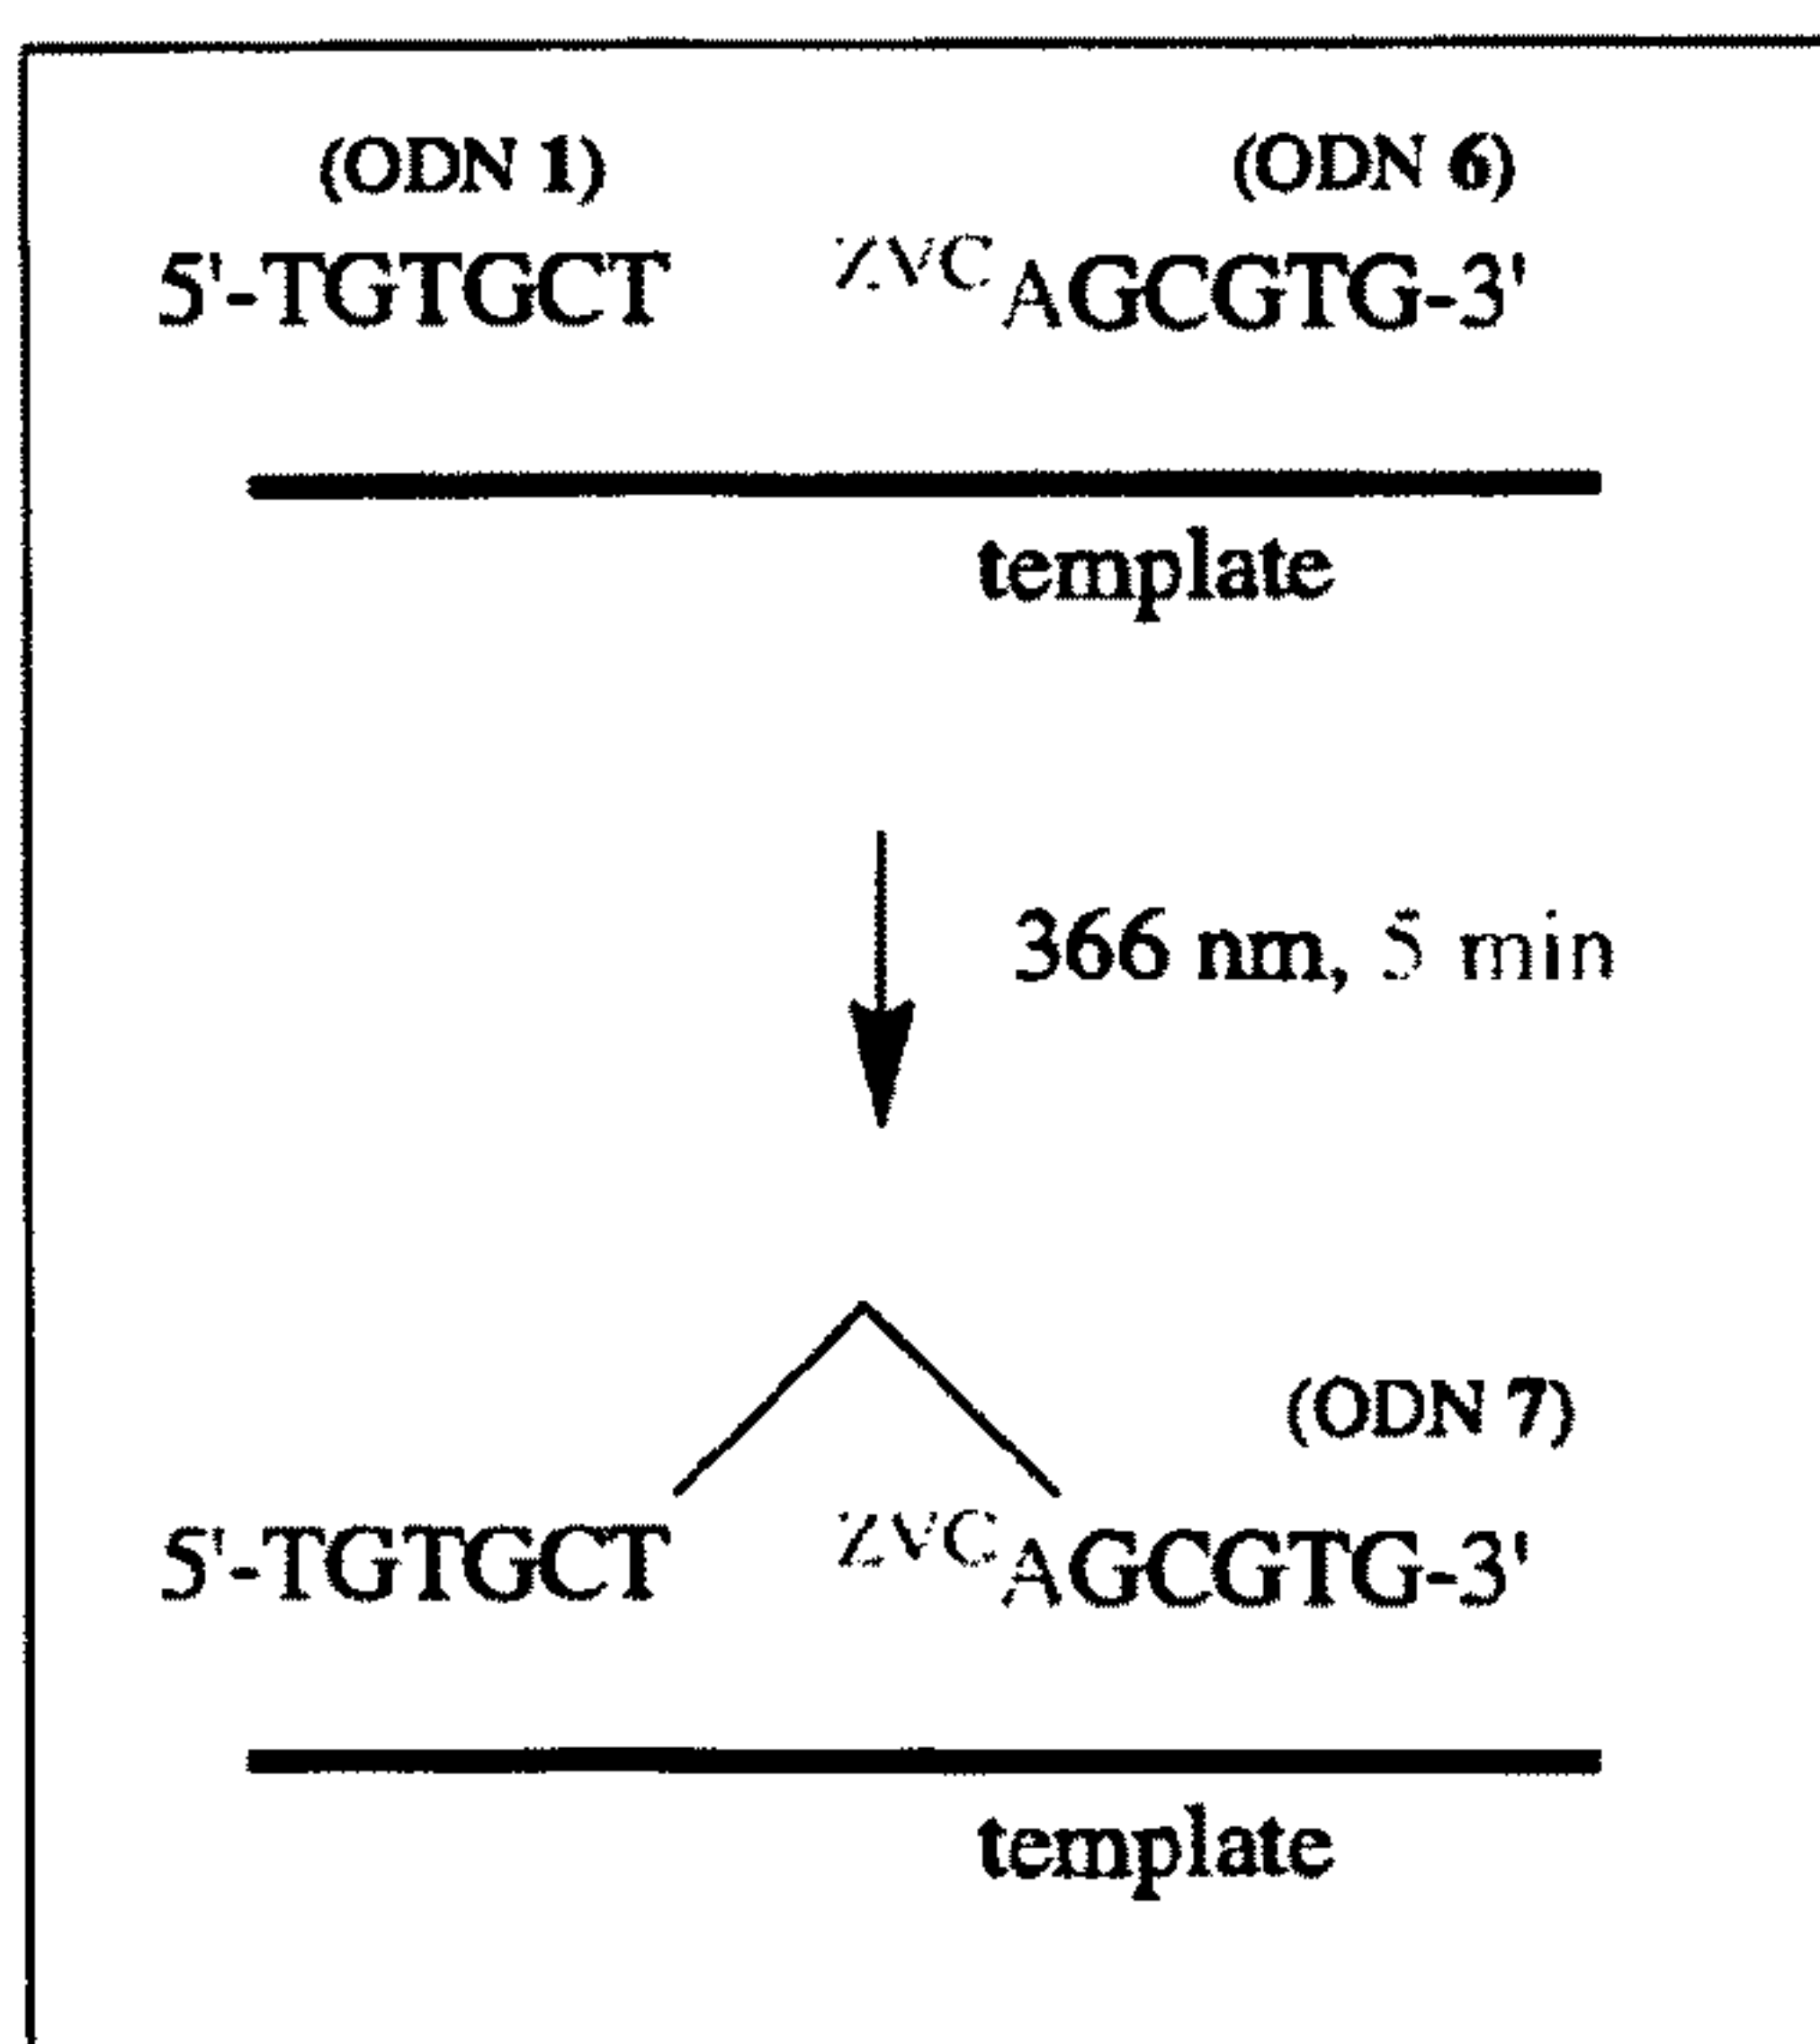 (ODN 1) (ODN 6)
5'-TGTGCT ZVCAGCGTG-3'
template
366 nm, 5 min
(ODN 7)
5'-TGTGCT ZVCAGCGTG-3'
template